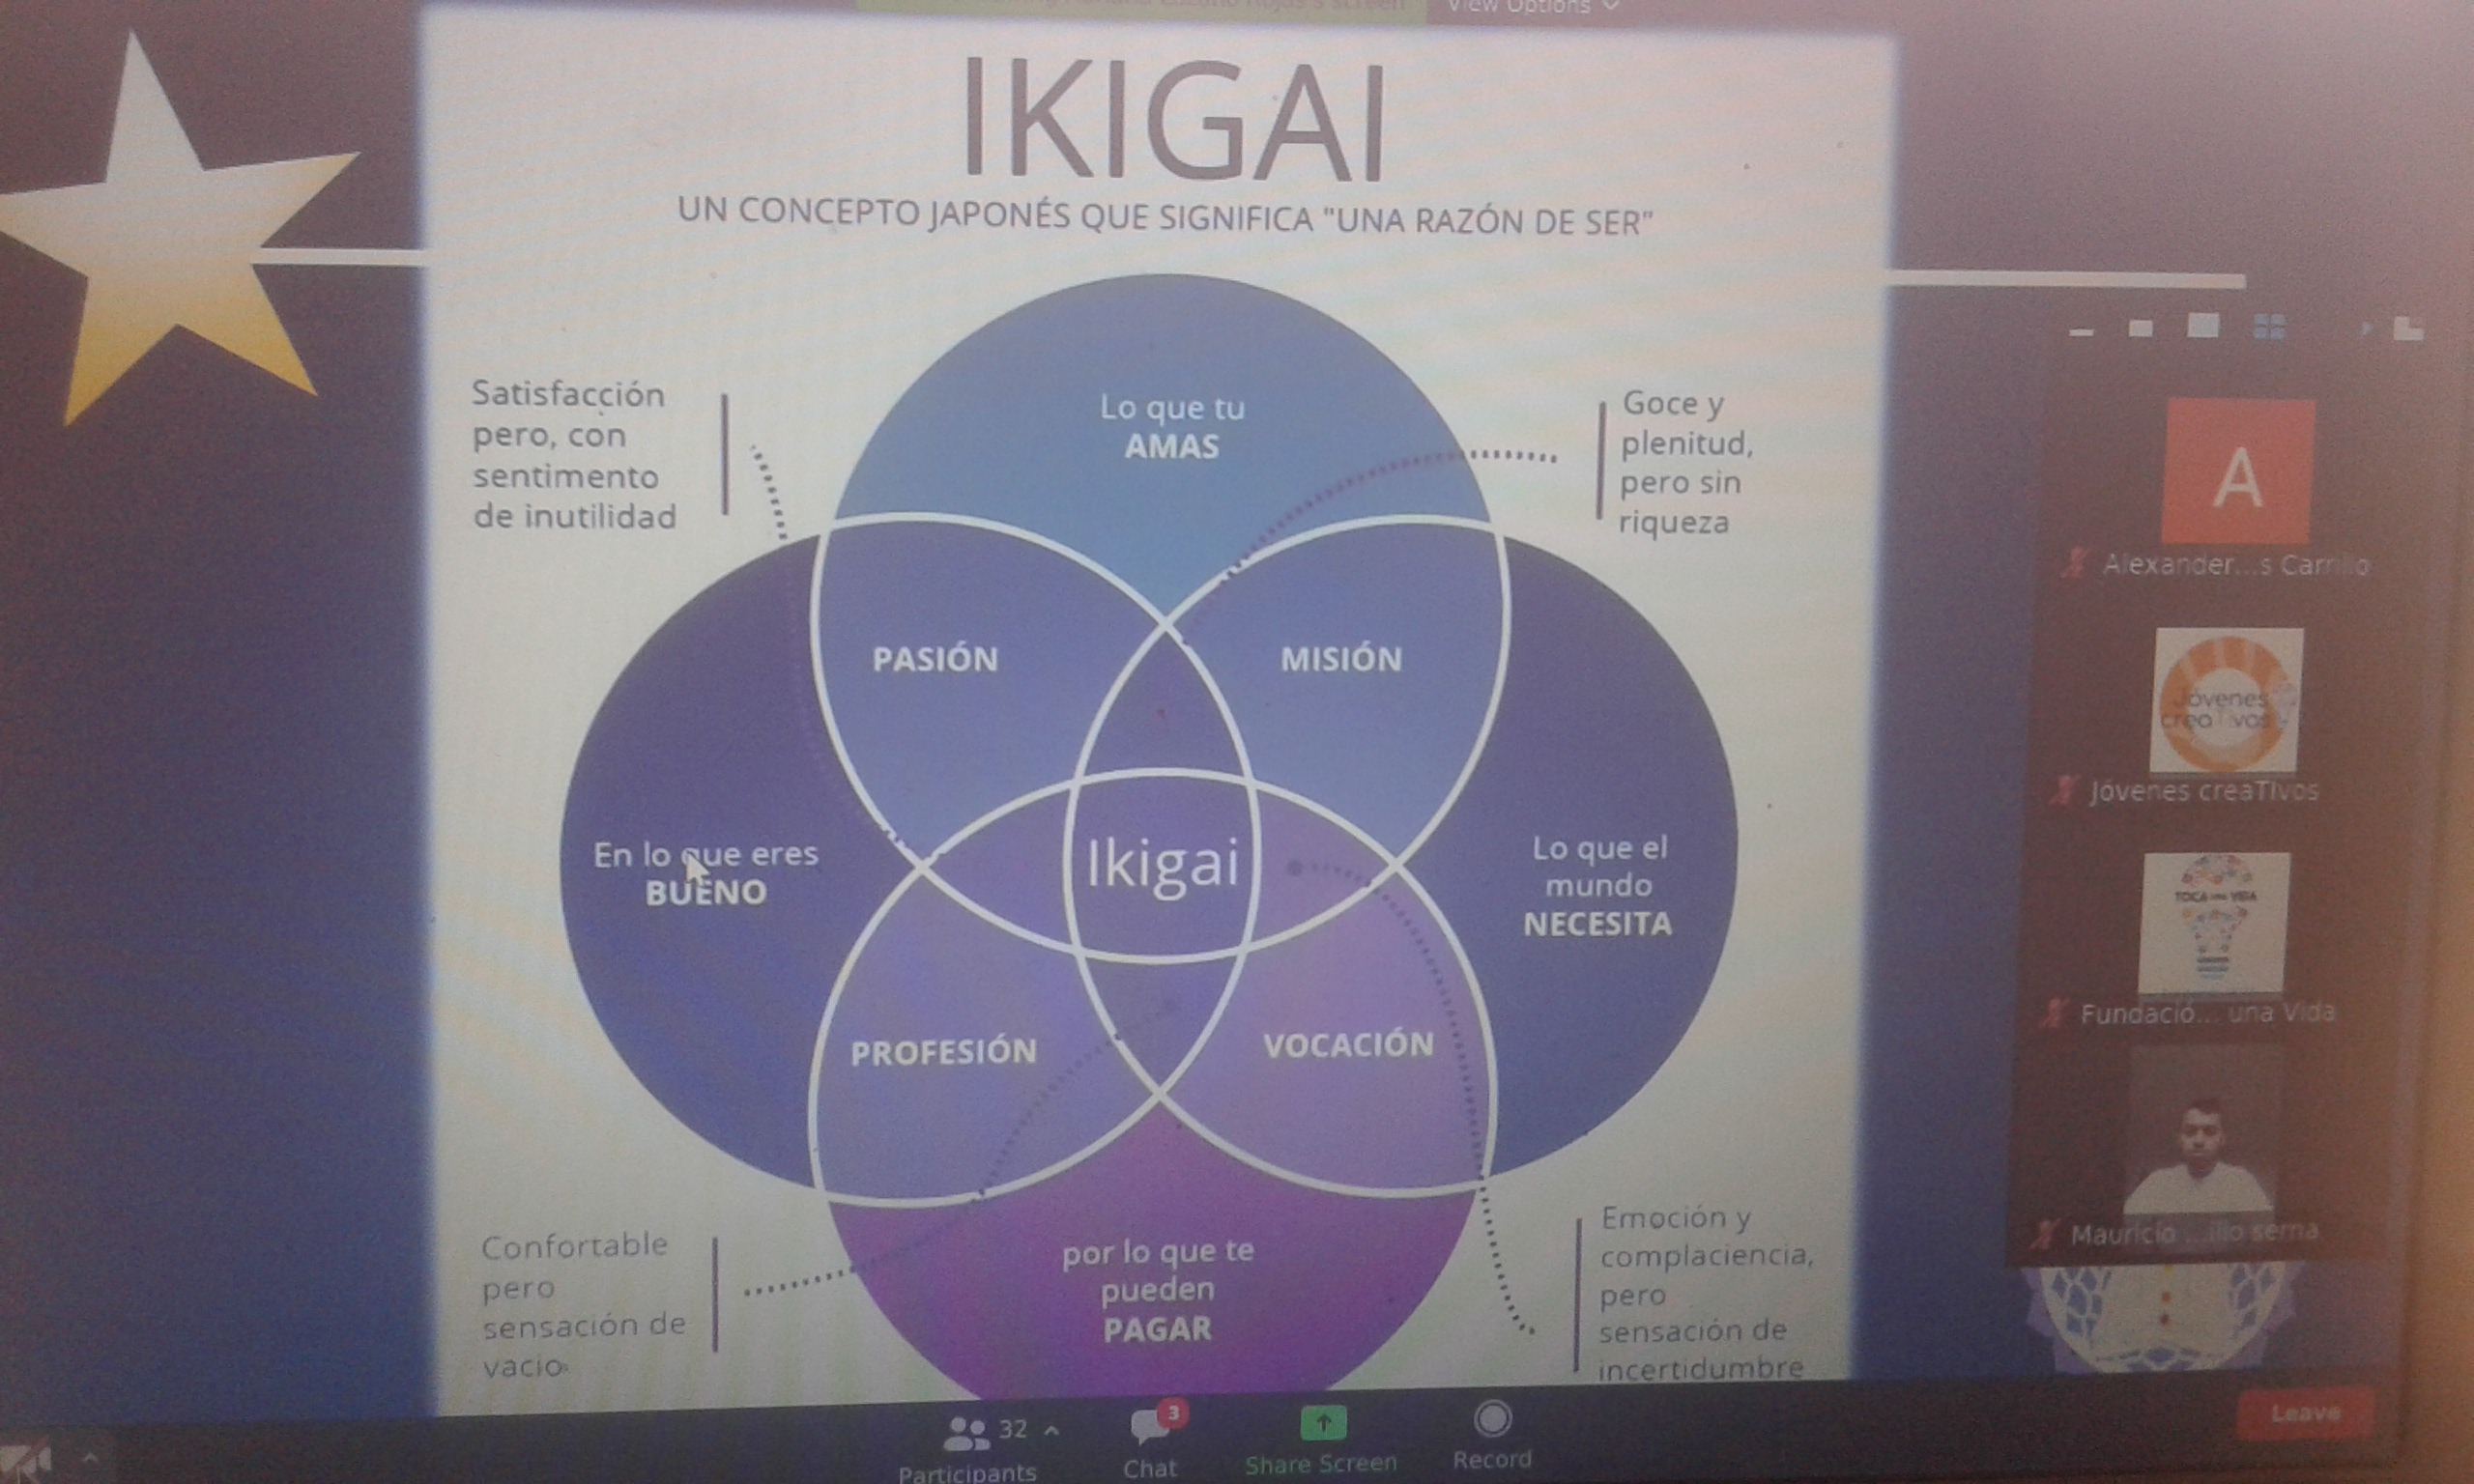 View Options
IKIGAI
UN CONCEPTO JAPONÉS QUE SIGNIFICA "UNA RAZÓN DE SER"
Satisfacción
pero, con
sentimento
de inutilidad
Lo que tu
AMAS
Goce y
plenitud,
pero sin
riqueza
PASIÓN
MISIÓN
En lo que eres
BUENO
Ikigai
Lo que el
mundo
NECESITA
PROFESIÓN
VOCACIÓN
Confortable
pero
sensación de
vacio
por lo que te
pueden
PAGAR
Emoción y
complaciencia,
pero
sensación de
incertidumbre
A
Alexander...s Carrillo
Jóvenes
creaTivos
Jóvenes creaTIvos
TOCA una VIDA
Fundació... una Vida
Mauricio ...illo serna
32
Participants
3
Chat
Share Screen
Record
Leave